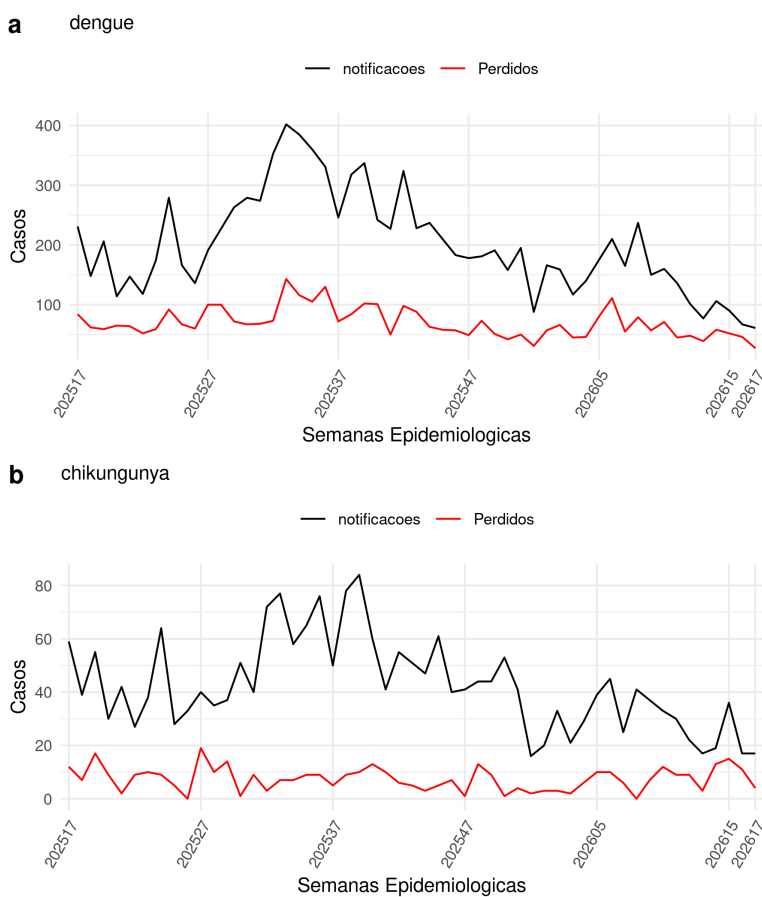 a dengue
notificacoes Perdidos
400
300
200
100
Casos
202517 202527 202537 202547 202605 202615 202617
Semanas Epidemiologicas
b chikungunya
notificacoes Perdidos
80
60
40
20
0
Casos
202517 202527 202537 202547 202605 202615 202617
Semanas Epidemiologicas